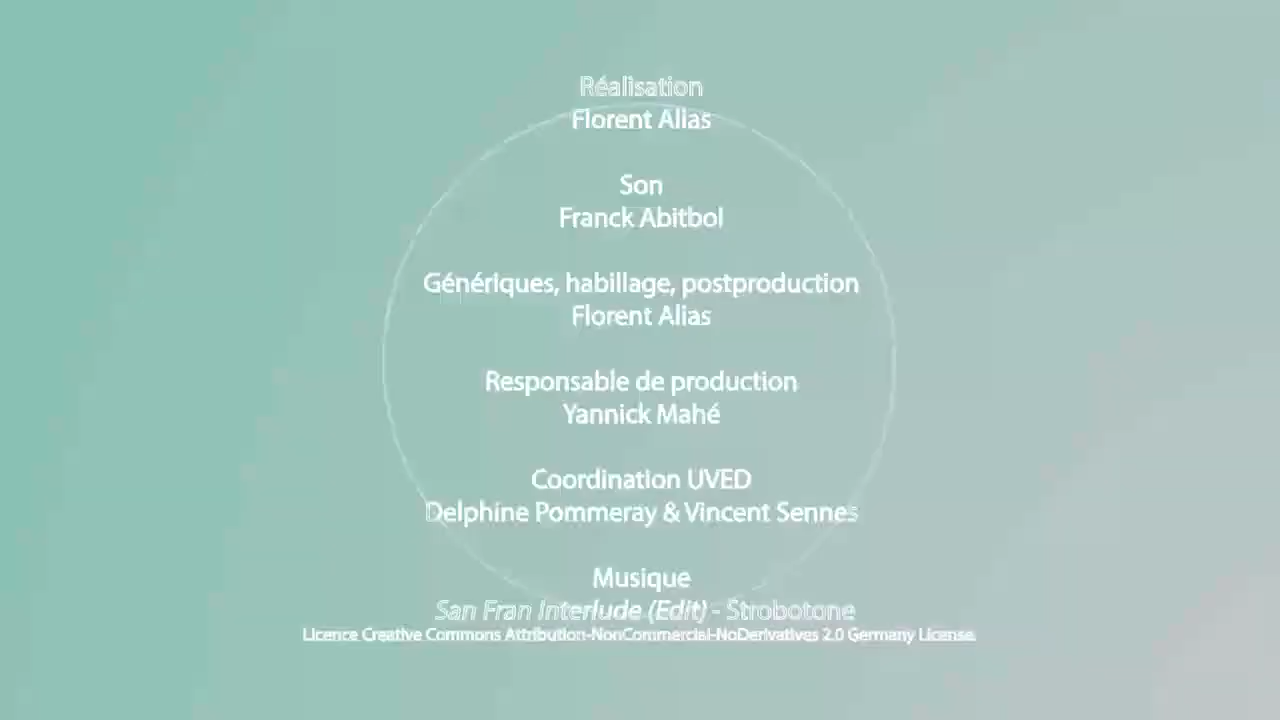 Réalisation
Florent Alias
Son
Franck Abitbol
Génériques, habillage, postproduction
Florent Alias
Responsable de production
Yannick Mahé
Coordination UVED
Delphine Pommeray & Vincent Sennes
Musique
San Fran Interlude (Edit) - Strobotone
Licence Creative Commons Attribution-NonCommercial-NoDerivatives 2.0 Germany License.